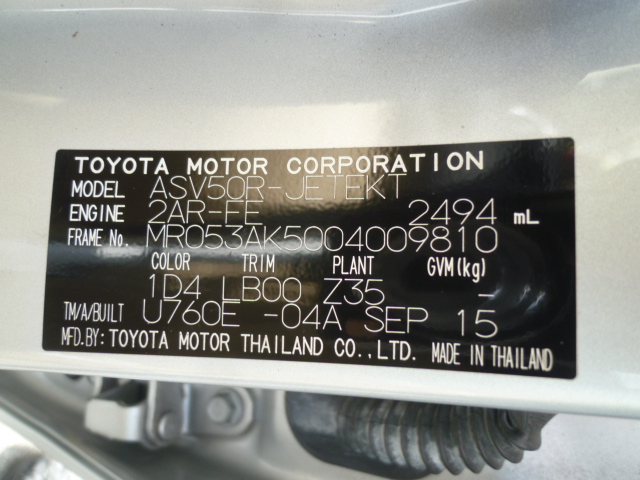 TOYOTA MOTOR CORPORATION
MODEL ASV50R-JETEKT
ENGINE 2AR-FE 2494 mL
FRAME No. MR053AK5004009810
COLOR TRIM PLANT GVM(kg)
1D4 LB00 Z35 -
TM/A/BUILT U760E -04A SEP 15
MFD.BY: TOYOTA MOTOR THAILAND CO.,LTD. MADE IN THAILAND